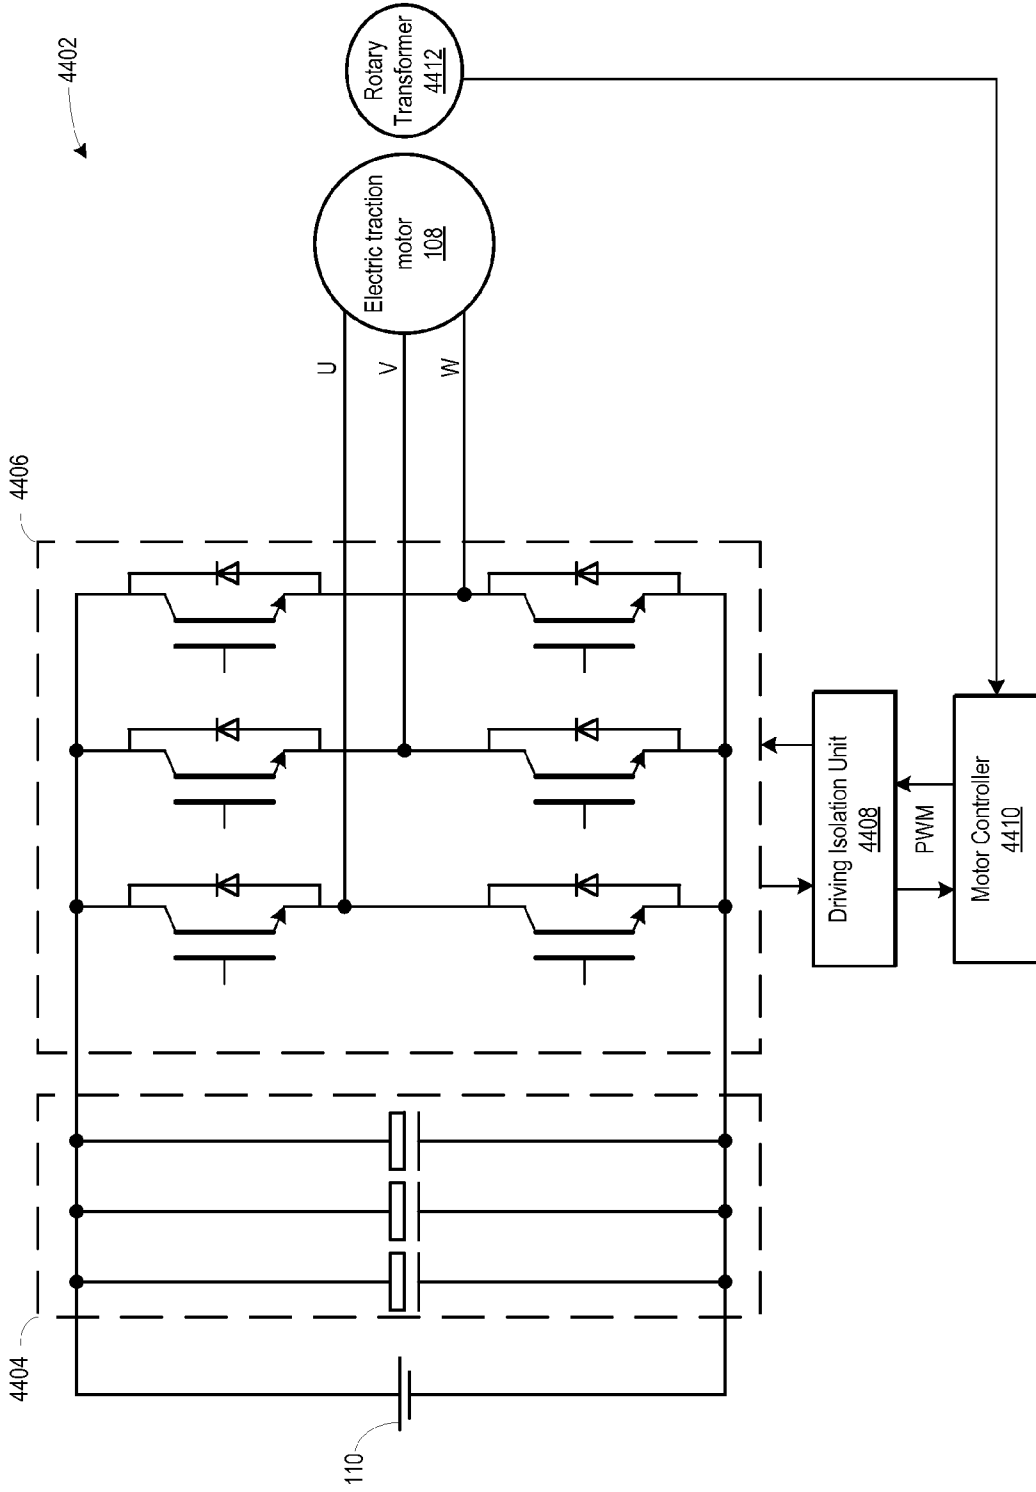 4402
Rotary
Transformer
4412
Electric traction
motor
108
U
V
W
4406
4404
110
Driving Isolation Unit
4408
PWM
Motor Controller
4410